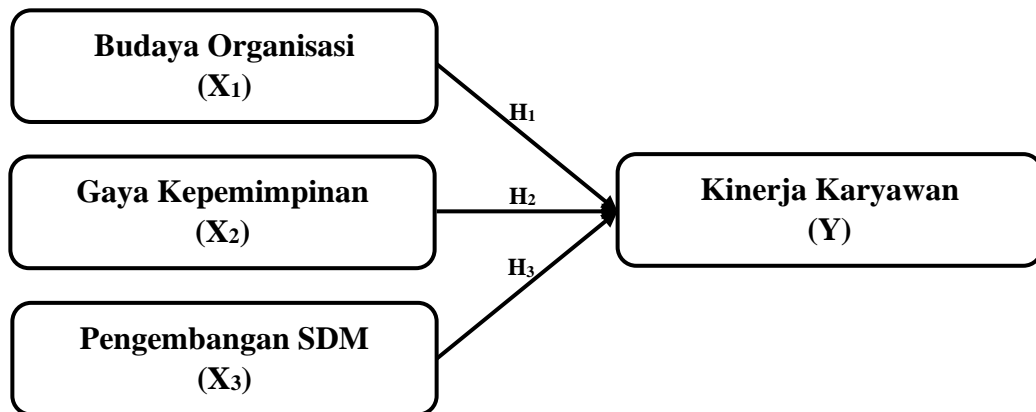 Budaya Organisasi
(X₁)
H₁
Gaya Kepemimpinan
(X₂)
H₂
Kinerja Karyawan
(Y)
H₃
Pengembangan SDM
(X₃)